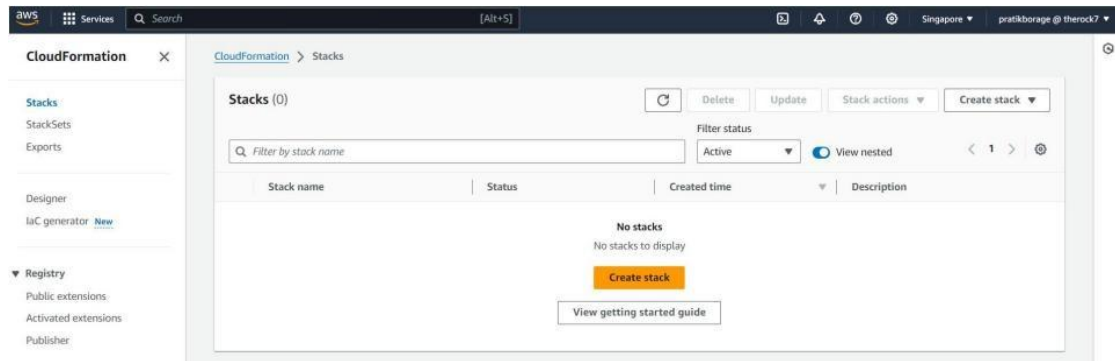 aws Services Search [Alt+S] Singapore ▼ pratikborage @ therock7 ▼
CloudFormation
CloudFormation > Stacks
Stacks
StackSets
Exports
Designer
IaC generator New
▼ Registry
Public extensions
Activated extensions
Publisher
Stacks (0)
Delete Update Stack actions ▼ Create stack ▼
Filter status
Filter by stack name Active ▼ View nested < 1 >
Stack name Status Created time ▼ Description
No stacks
No stacks to display
Create stack
View getting started guide